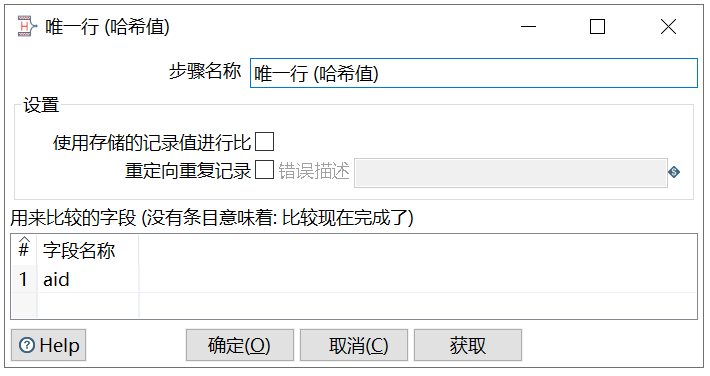 唯一行 (哈希值)
步骤名称 唯一行 (哈希值)
设置
使用存储的记录值进行比
重定向重复记录 错误描述
用来比较的字段 (没有条目意味着: 比较现在完成了)
# 字段名称
1 aid
Help 确定(O) 取消(C) 获取